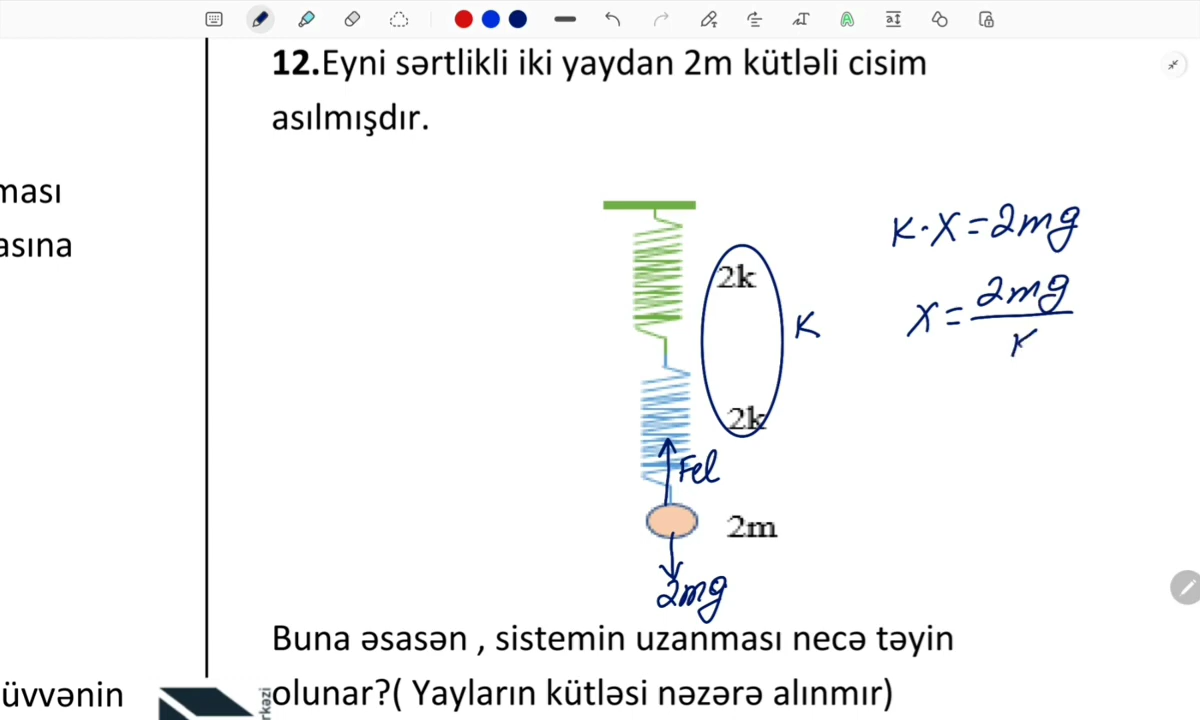 12.Eyni sərtlikli iki yaydan 2m kütləli cisim
asılmışdır.
ması
asına
2k
K
2k
Fel
2m
2mg
K·X=2mg
X=2mg/K
Buna əsasən , sistemin uzanması necə təyin
olunar?( Yayların kütləsi nəzərə alınmır)
üvvənin
rkəzi